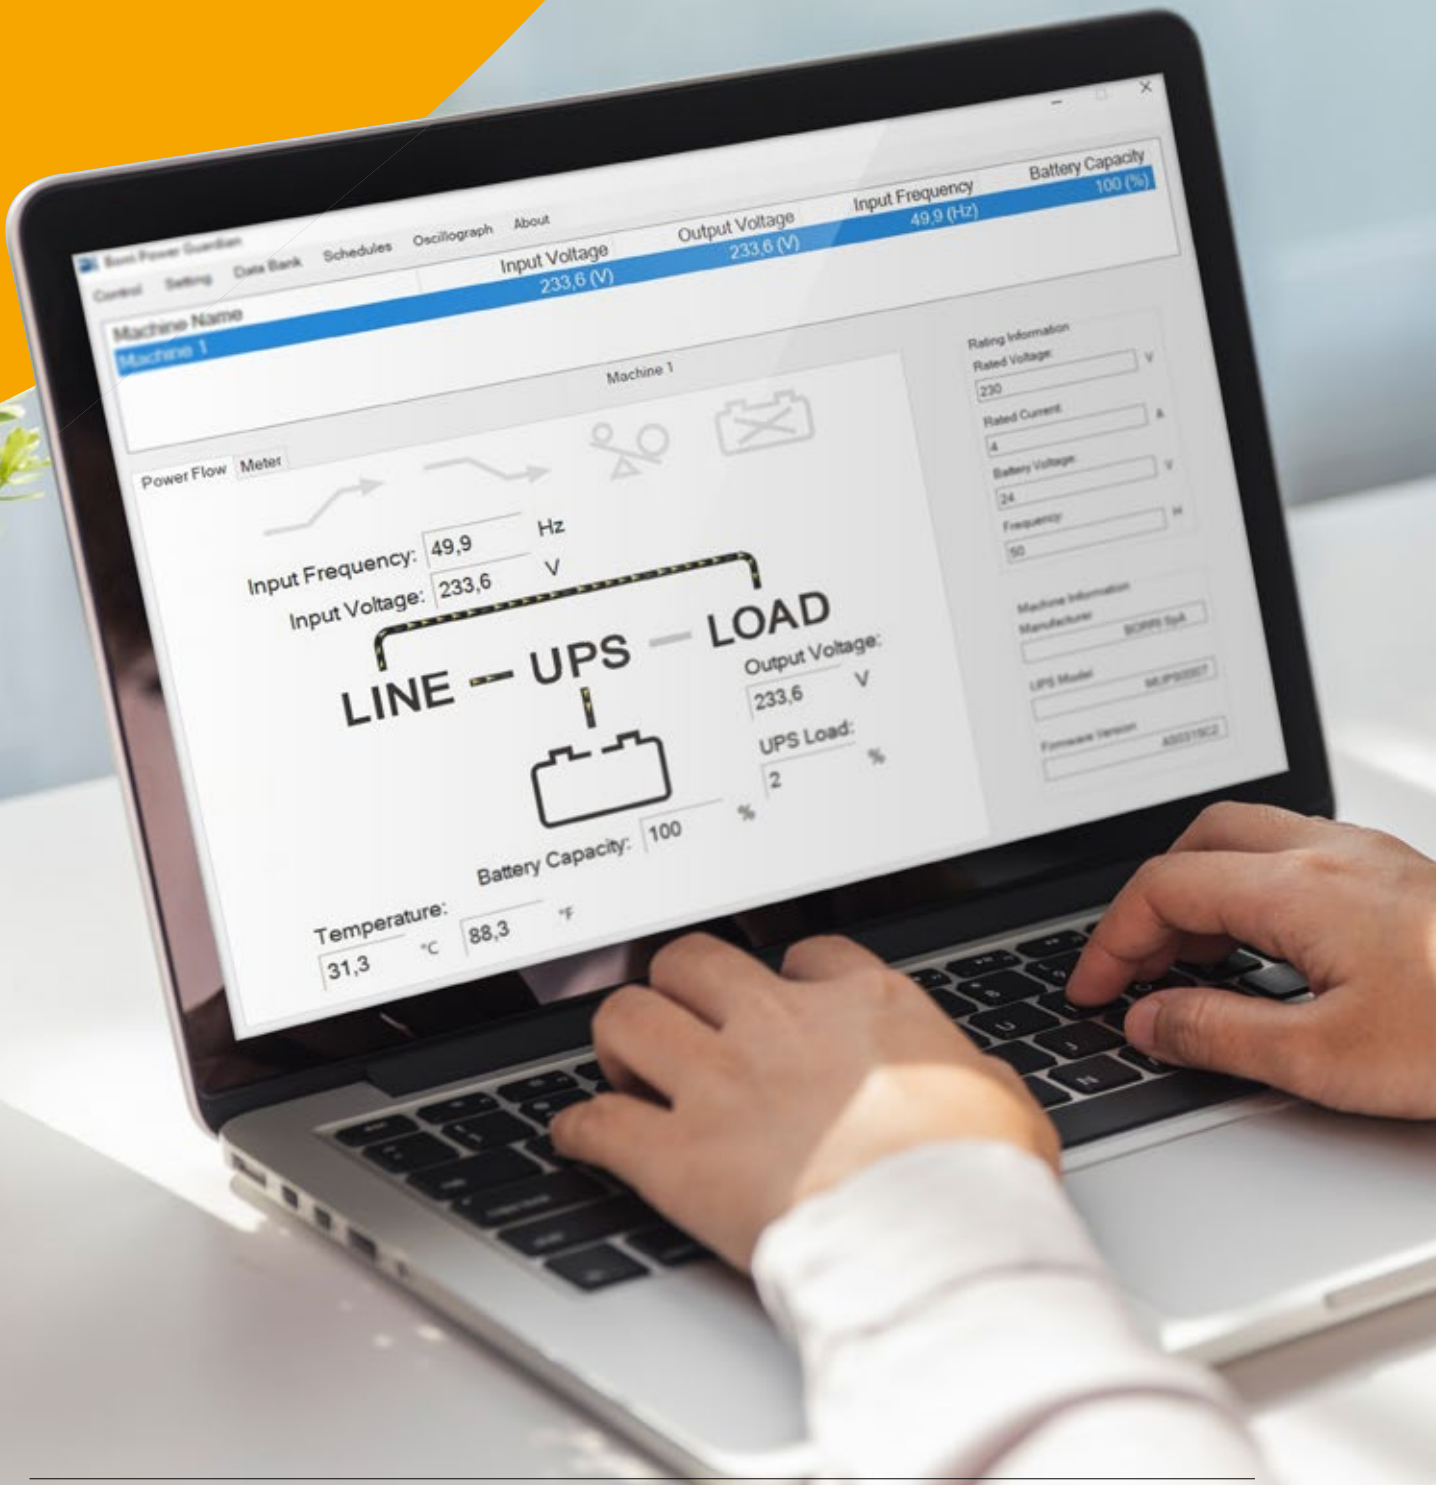 Borri Power Guardian
Control Setting Data Bank Schedules Oscillograph About
Machine Name Input Voltage Output Voltage Input Frequency Battery Capacity
Machine 1 233,6 (V) 233,6 (V) 49,9 (Hz) 100 (%)
Machine 1
Power Flow Meter
Input Frequency: 49,9 Hz
Input Voltage: 233,6 V
LINE UPS LOAD
Output Voltage:
233,6 V
UPS Load:
2 %
Battery Capacity: 100 %
Temperature:
31,3 °C 88,3 °F
Rating Information
Rated Voltage:
230 V
Rated Current:
4 A
Battery Voltage:
24 V
Frequency:
50 H
Machine Information
Manufacturer
BORRI SpA
UPS Model
Firmware Version